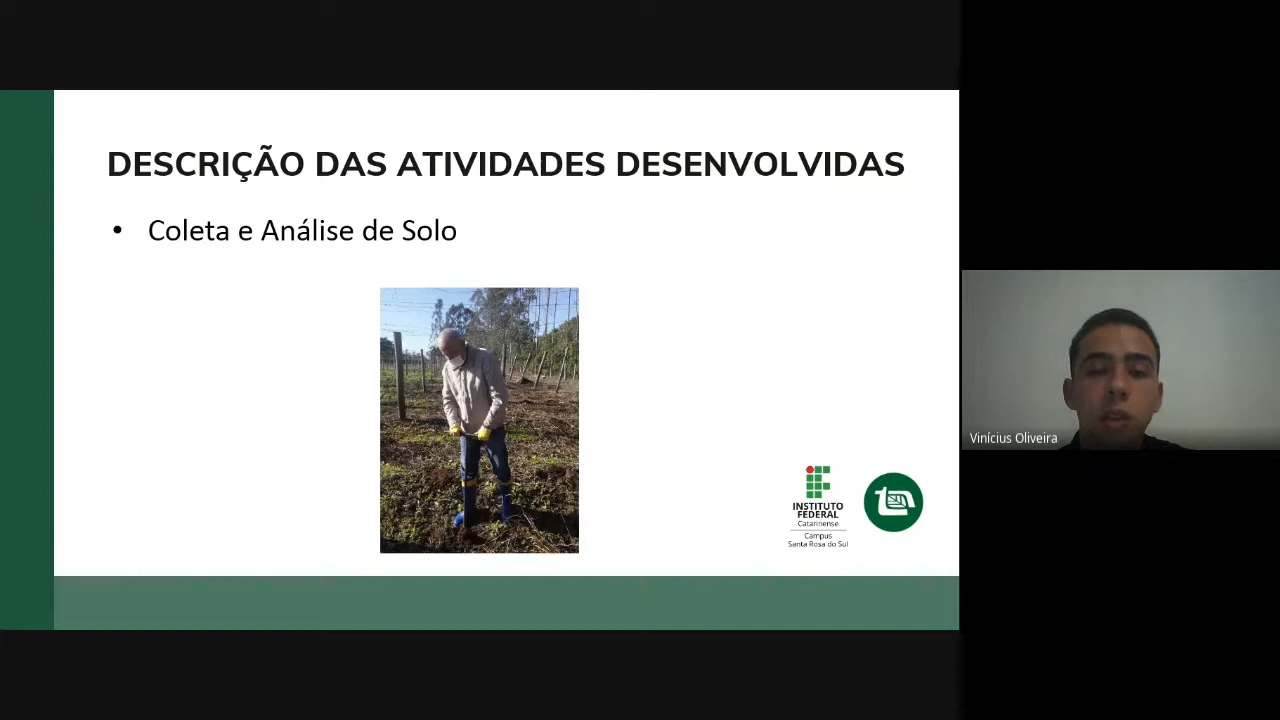 DESCRIÇÃO DAS ATIVIDADES DESENVOLVIDAS
• Coleta e Análise de Solo
INSTITUTO
FEDERAL
Catarinense
Campus
Santa Rosa do Sul
Vinícius Oliveira